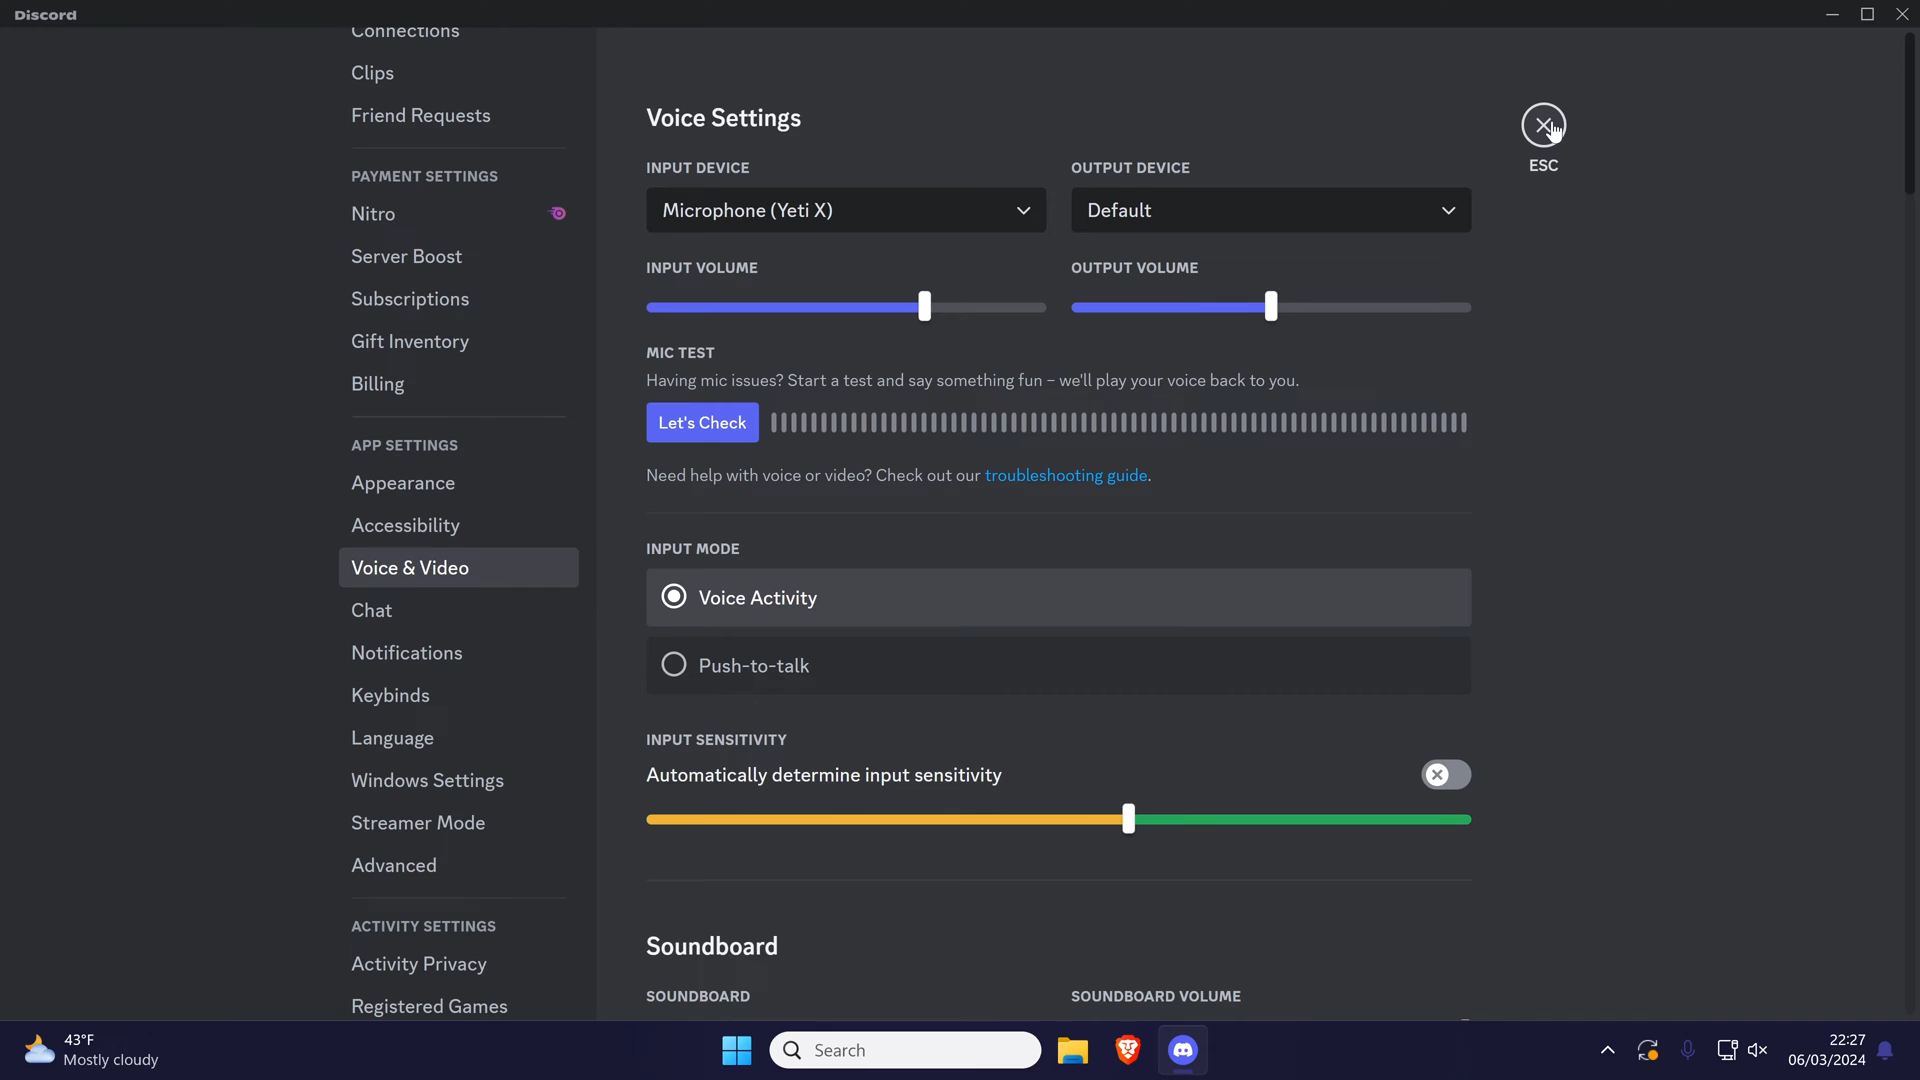 Discord
Connections
Clips
Friend Requests
PAYMENT SETTINGS
Nitro
Server Boost
Subscriptions
Gift Inventory
Billing
APP SETTINGS
Appearance
Accessibility
Voice & Video
Chat
Notifications
Keybinds
Language
Windows Settings
Streamer Mode
Advanced
ACTIVITY SETTINGS
Activity Privacy
Registered Games
Voice Settings
ESC
INPUT DEVICE
Microphone (Yeti X)
OUTPUT DEVICE
Default
INPUT VOLUME
OUTPUT VOLUME
MIC TEST
Having mic issues? Start a test and say something fun – we'll play your voice back to you.
Let's Check
Need help with voice or video? Check out our troubleshooting guide.
INPUT MODE
Voice Activity
Push-to-talk
INPUT SENSITIVITY
Automatically determine input sensitivity
Soundboard
SOUNDBOARD
SOUNDBOARD VOLUME
43°F
Mostly cloudy
Search
22:27
06/03/2024